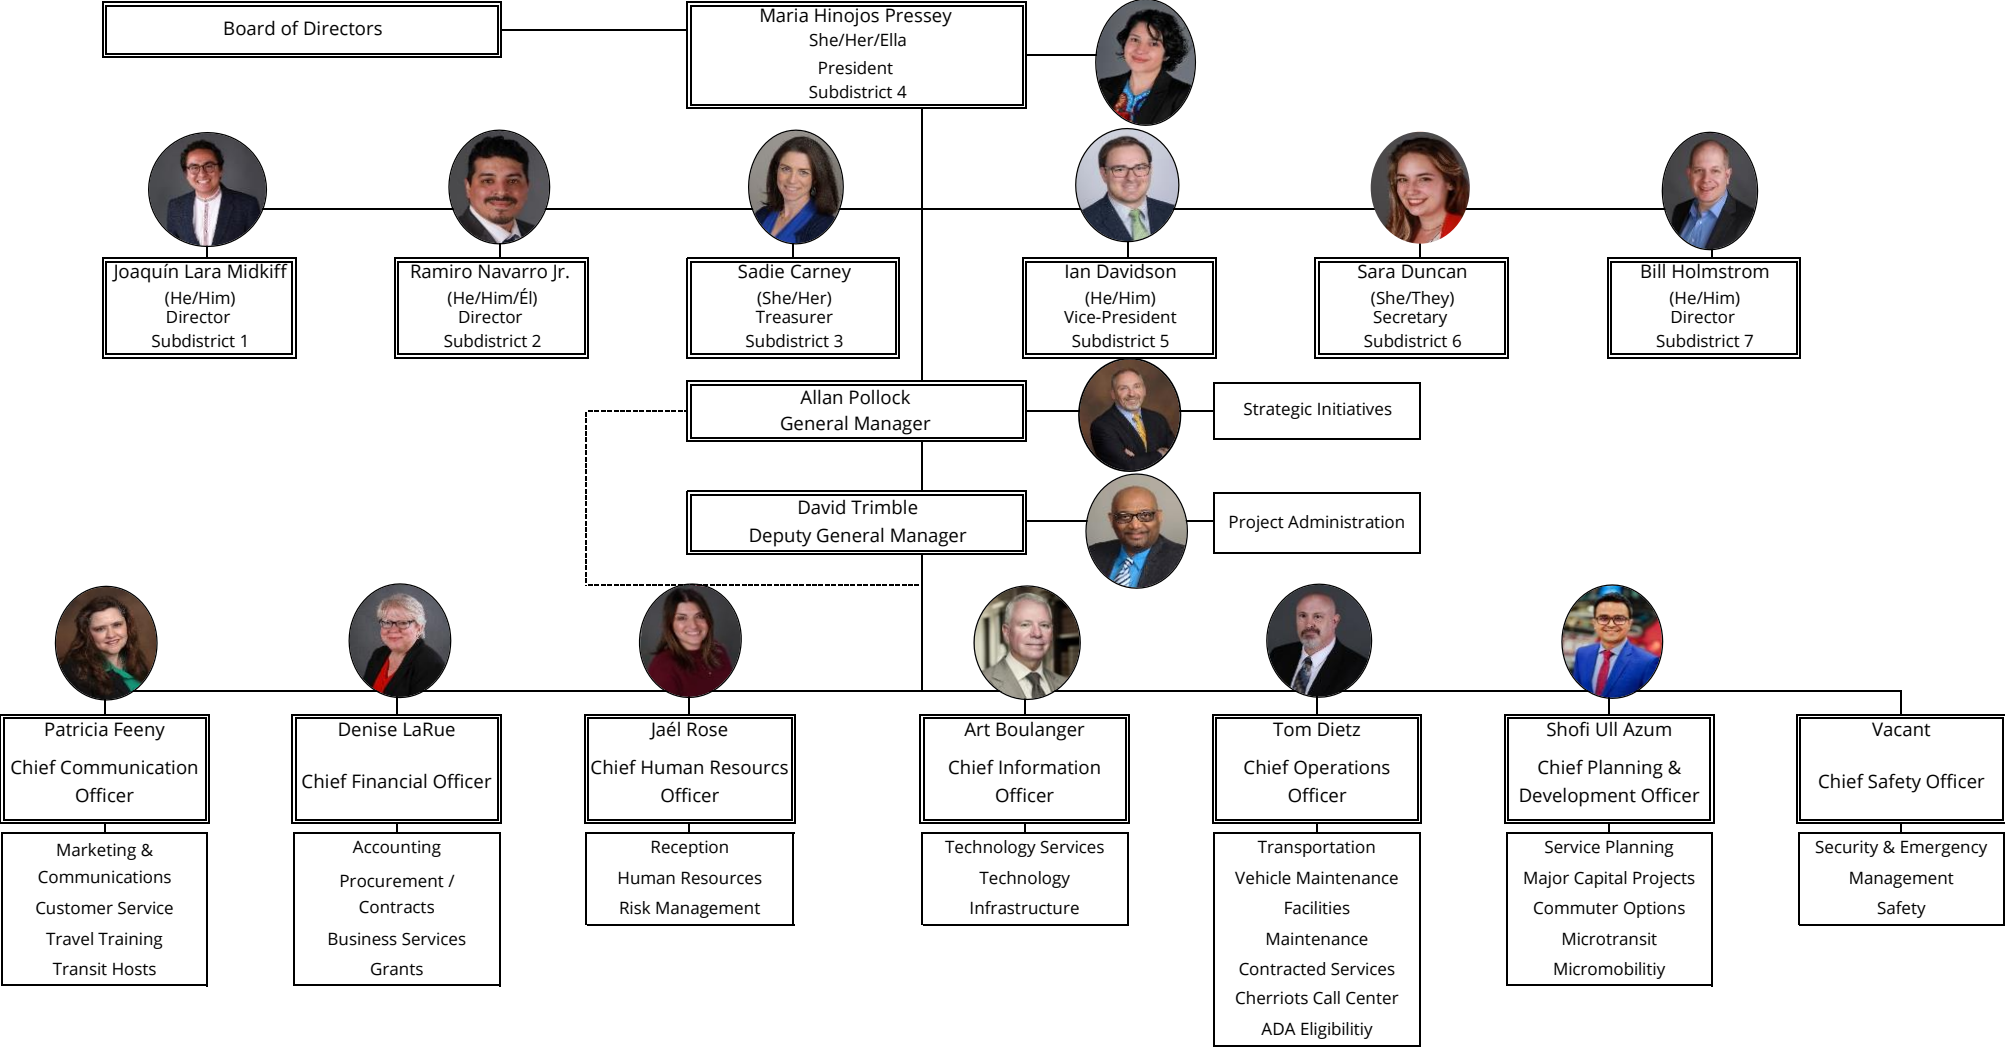 Board of Directors
Maria Hinojos Pressey
She/Her/Ella
President
Subdistrict 4
Joaquín Lara Midkiff
(He/Him)
Director
Subdistrict 1
Ramiro Navarro Jr.
(He/Him/Él)
Director
Subdistrict 2
Sadie Carney
(She/Her)
Treasurer
Subdistrict 3
Ian Davidson
(He/Him)
Vice-President
Subdistrict 5
Sara Duncan
(She/They)
Secretary
Subdistrict 6
Bill Holmstrom
(He/Him)
Director
Subdistrict 7
Allan Pollock
General Manager
Strategic Initiatives
David Trimble
Deputy General Manager
Project Administration
Patricia Feeny
Chief Communication
Officer
Marketing &
Communications
Customer Service
Travel Training
Transit Hosts
Denise LaRue
Chief Financial Officer
Accounting
Procurement /
Contracts
Business Services
Grants
Jaél Rose
Chief Human Resourcs
Officer
Reception
Human Resources
Risk Management
Art Boulanger
Chief Information
Officer
Technology Services
Technology
Infrastructure
Tom Dietz
Chief Operations
Officer
Transportation
Vehicle Maintenance
Facilities
Maintenance
Contracted Services
Cherriots Call Center
ADA Eligibilitiy
Shofi Ull Azum
Chief Planning &
Development Officer
Service Planning
Major Capital Projects
Commuter Options
Microtransit
Micromobilitiy
Vacant
Chief Safety Officer
Security & Emergency
Management
Safety